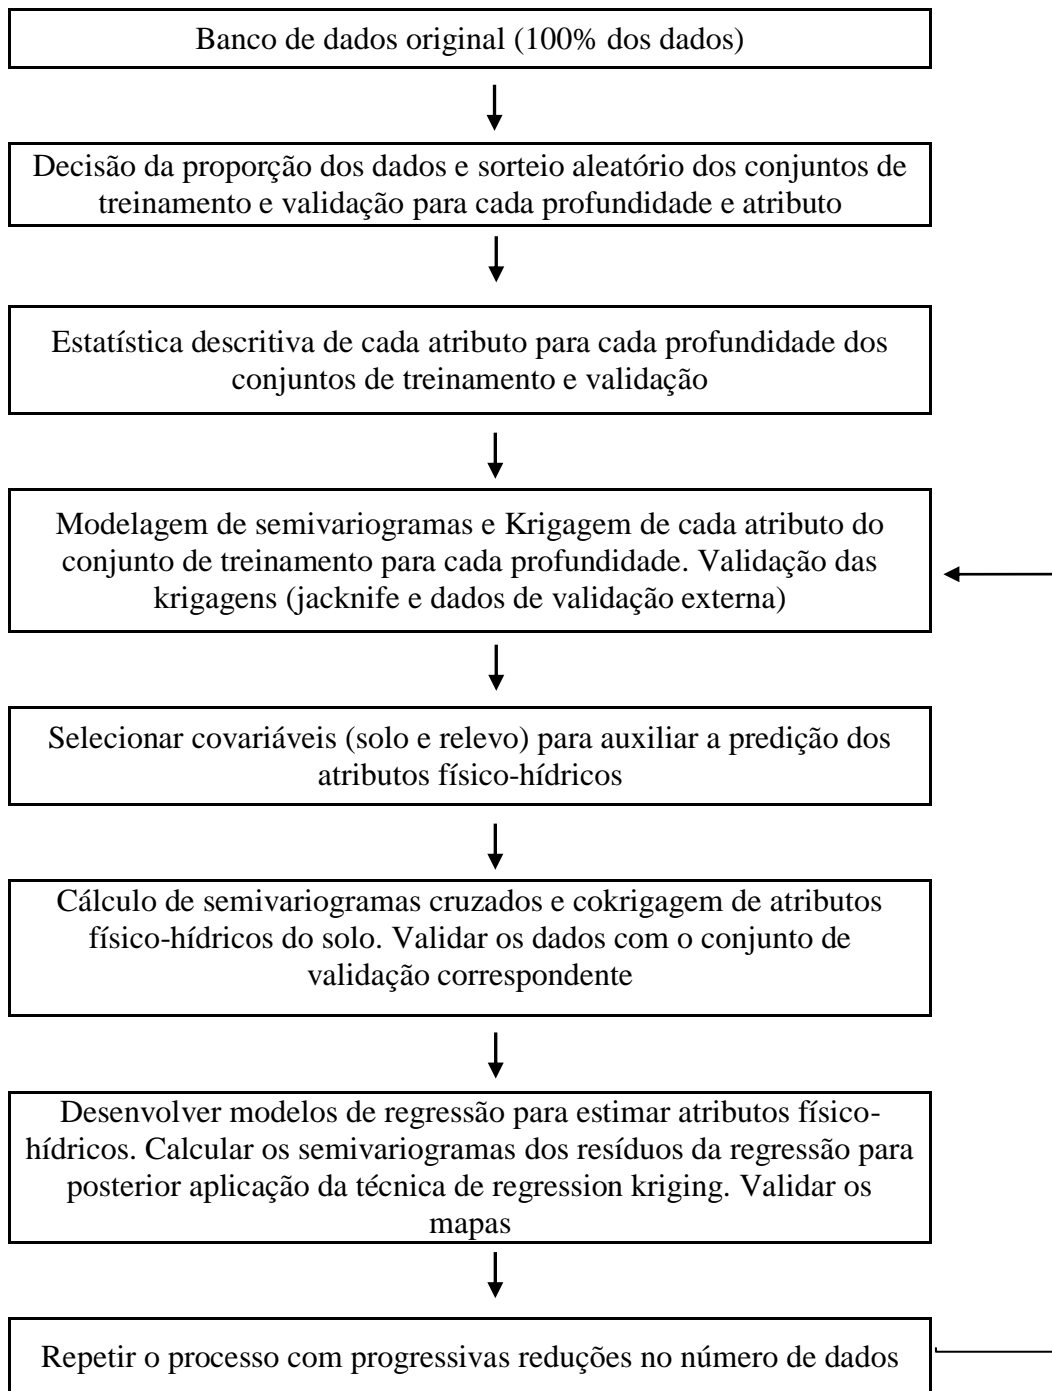 Banco de dados original (100% dos dados)
Decisão da proporção dos dados e sorteio aleatório dos conjuntos de
treinamento e validação para cada profundidade e atributo
Estatística descritiva de cada atributo para cada profundidade dos
conjuntos de treinamento e validação
Modelagem de semivariogramas e Krigagem de cada atributo do
conjunto de treinamento para cada profundidade. Validação das
krigagens (jacknife e dados de validação externa)
Selecionar covariáveis (solo e relevo) para auxiliar a predição dos
atributos físico-hídricos
Cálculo de semivariogramas cruzados e cokrigagem de atributos
físico-hídricos do solo. Validar os dados com o conjunto de
validação correspondente
Desenvolver modelos de regressão para estimar atributos físico-
hídricos. Calcular os semivariogramas dos resíduos da regressão para
posterior aplicação da técnica de regression kriging. Validar os
mapas
Repetir o processo com progressivas reduções no número de dados